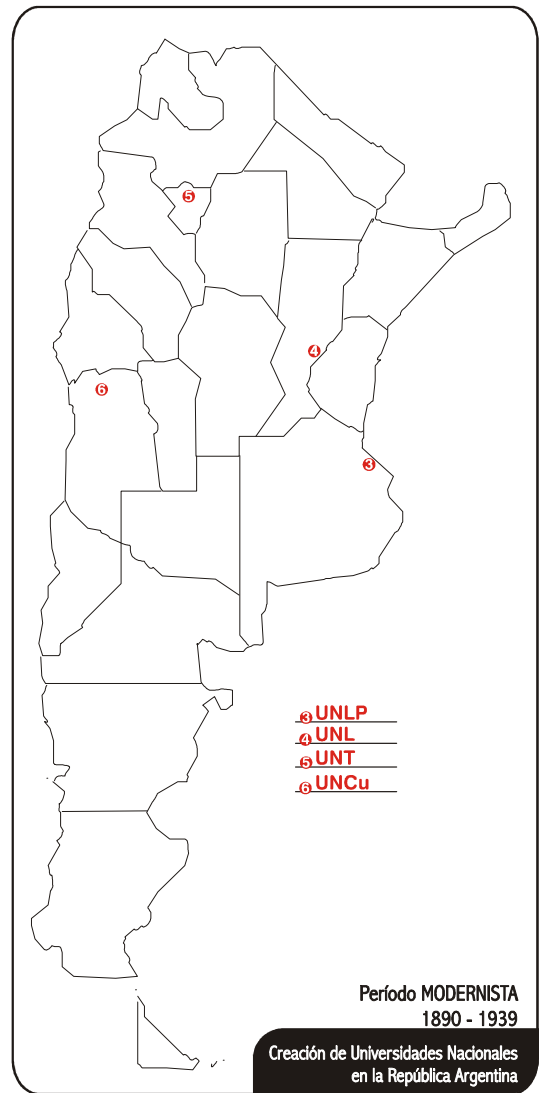 5
4
6
3
3 UNLP
4 UNL
5 UNT
6 UNCu
Período MODERNISTA
1890 - 1939
Creación de Universidades Nacionales
en la República Argentina